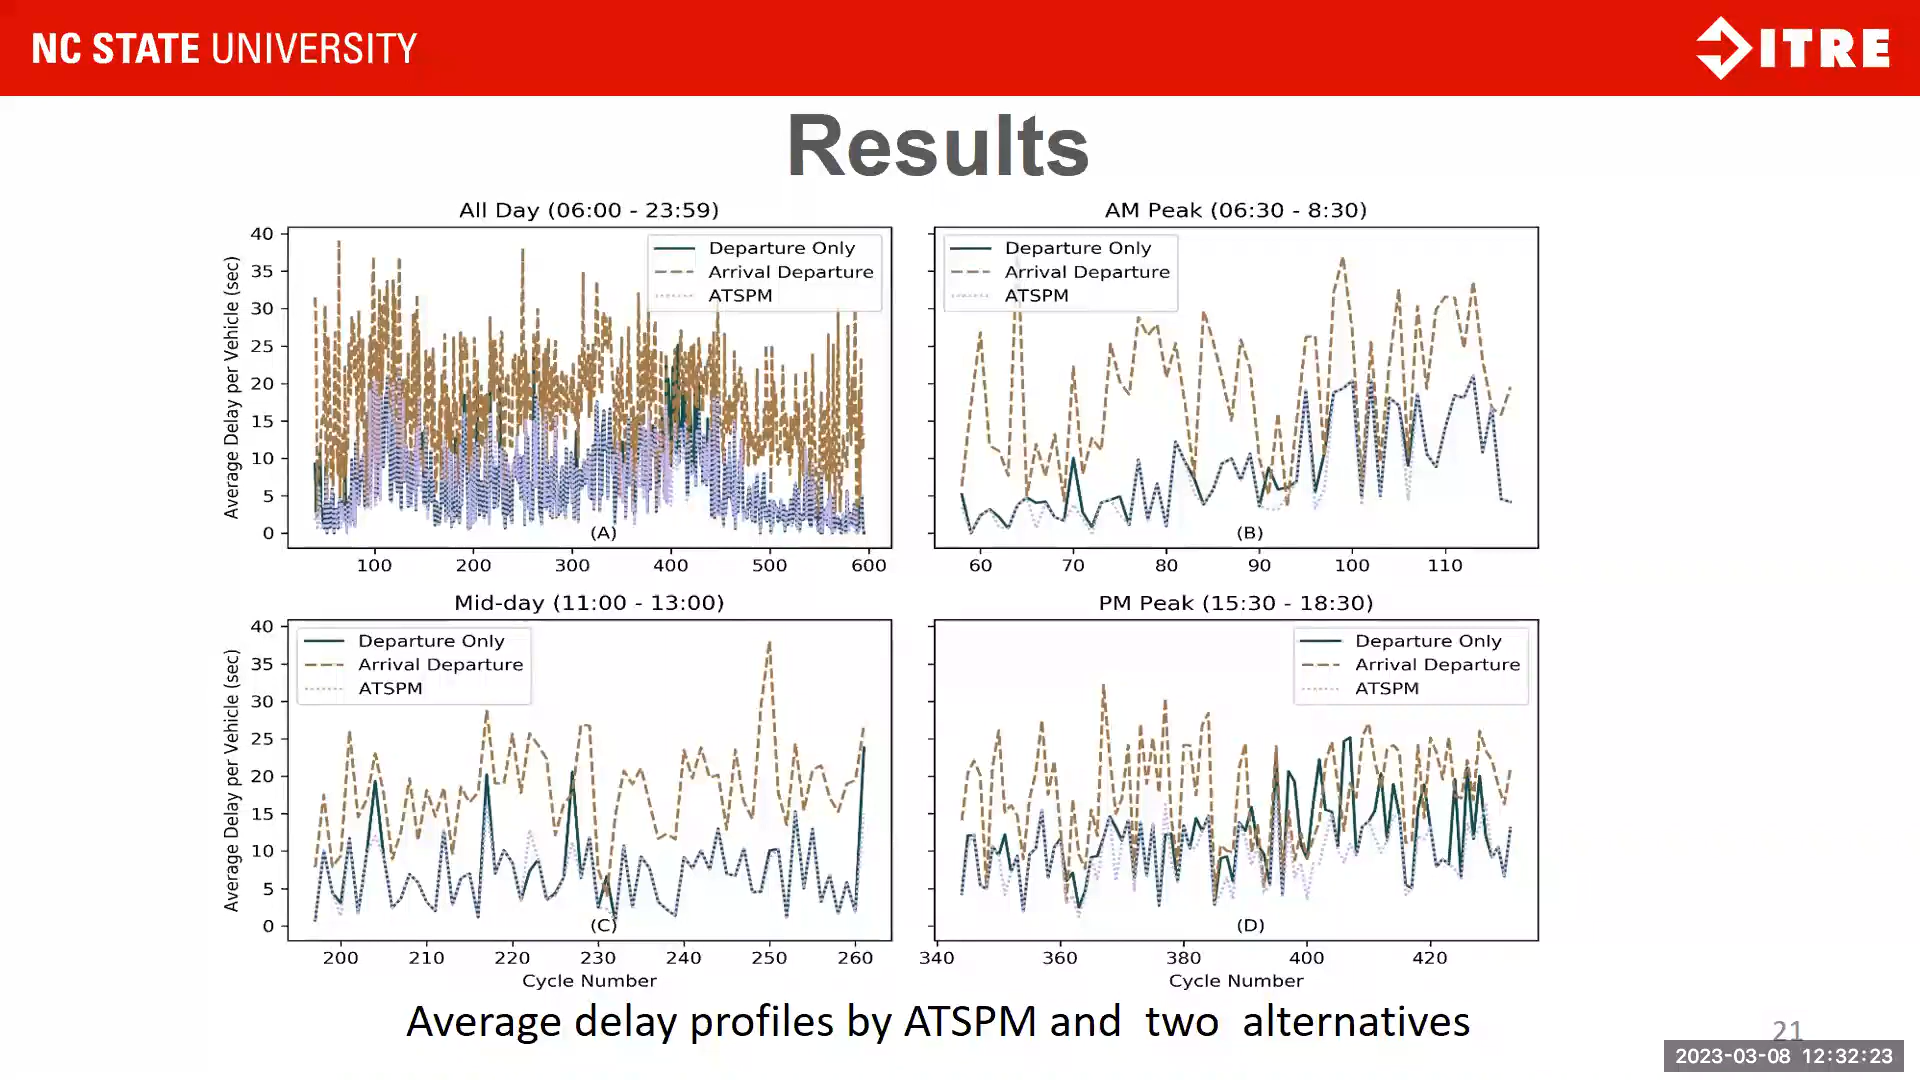 NC STATE UNIVERSITY
ITRE
Results
All Day (06:00 - 23:59)
Average Delay per Vehicle (sec)
40
35
30
25
20
15
10
5
0
Departure Only
Arrival Departure
ATSPM
(A)
100 200 300 400 500 600
AM Peak (06:30 - 8:30)
Departure Only
Arrival Departure
ATSPM
(B)
60 70 80 90 100 110
Mid-day (11:00 - 13:00)
Average Delay per Vehicle (sec)
40
35
30
25
20
15
10
5
0
Departure Only
Arrival Departure
ATSPM
(C)
200 210 220 230 240 250 260
Cycle Number
PM Peak (15:30 - 18:30)
Departure Only
Arrival Departure
ATSPM
(D)
340 360 380 400 420
Cycle Number
Average delay profiles by ATSPM and two alternatives
21
2023-03-08 12:32:23